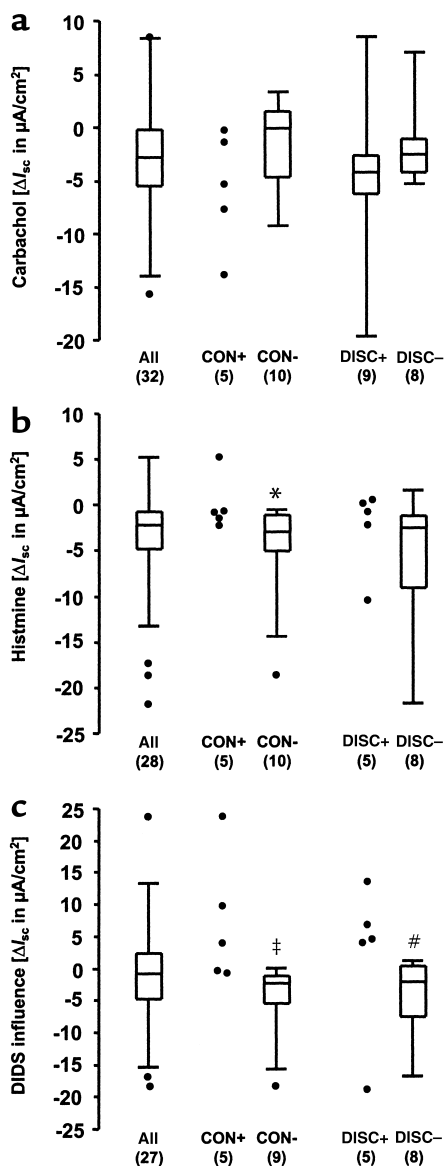 a
Carbachol [ΔIsc in µA/cm²]
10
5
0
-5
-10
-15
-20
All CON+ CON- DISC+ DISC–
(32) (5) (10) (9) (8)
b
Histmine [ΔIsc in µA/cm²]
10
5
0
-5
-10
-15
-20
-25
*
All CON+ CON- DISC+ DISC–
(28) (5) (10) (5) (8)
c
DIDS influence [ΔIsc in µA/cm²]
25
20
15
10
5
0
-5
-10
-15
-20
-25
‡ #
All CON+ CON- DISC+ DISC–
(27) (5) (9) (5) (8)